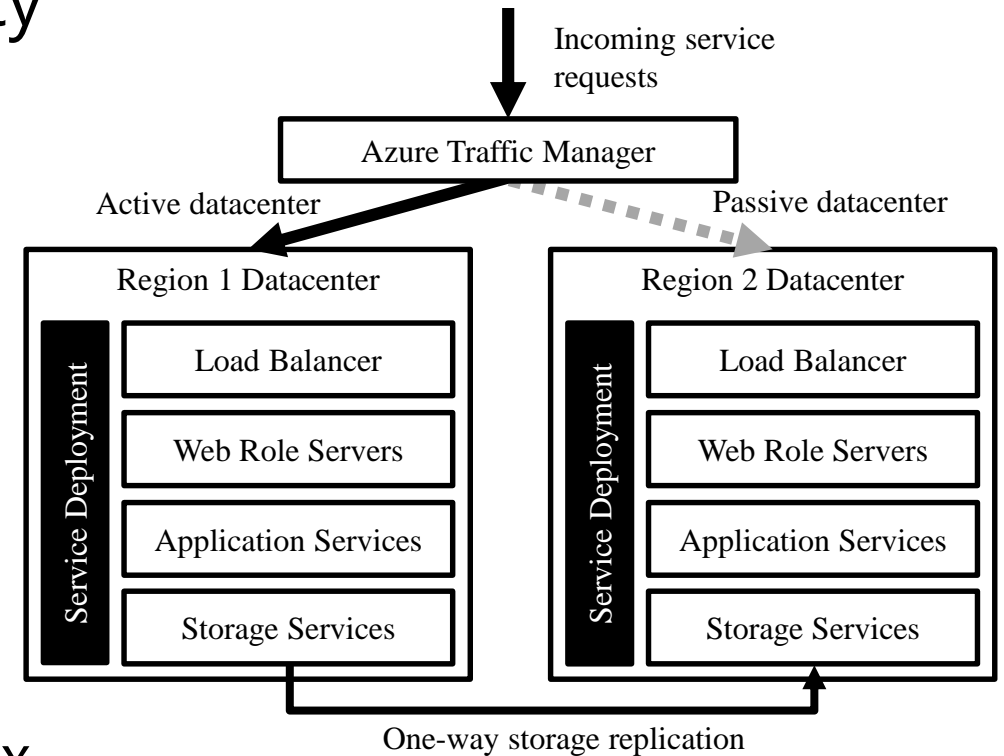 Incoming service
requests
Azure Traffic Manager
Active datacenter
Passive datacenter
Region 1 Datacenter
Service Deployment
Load Balancer
Web Role Servers
Application Services
Storage Services
Region 2 Datacenter
Service Deployment
Load Balancer
Web Role Servers
Application Services
Storage Services
One-way storage replication